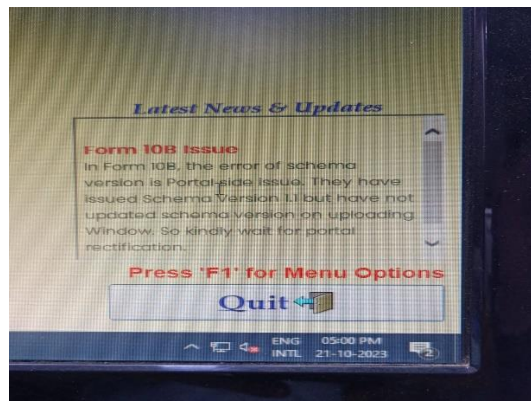 Latest News & Updates
Form 10B Issue
In Form 10B, the error of schema
version is Portal side issue. They have
issued Schema Version 1.1 but have not
updated schema version on uploading
Window. So kindly wait for portal
rectification.
Press 'F1' for Menu Options
Quit
ENG 05:00 PM
INTL 21-10-2023
2